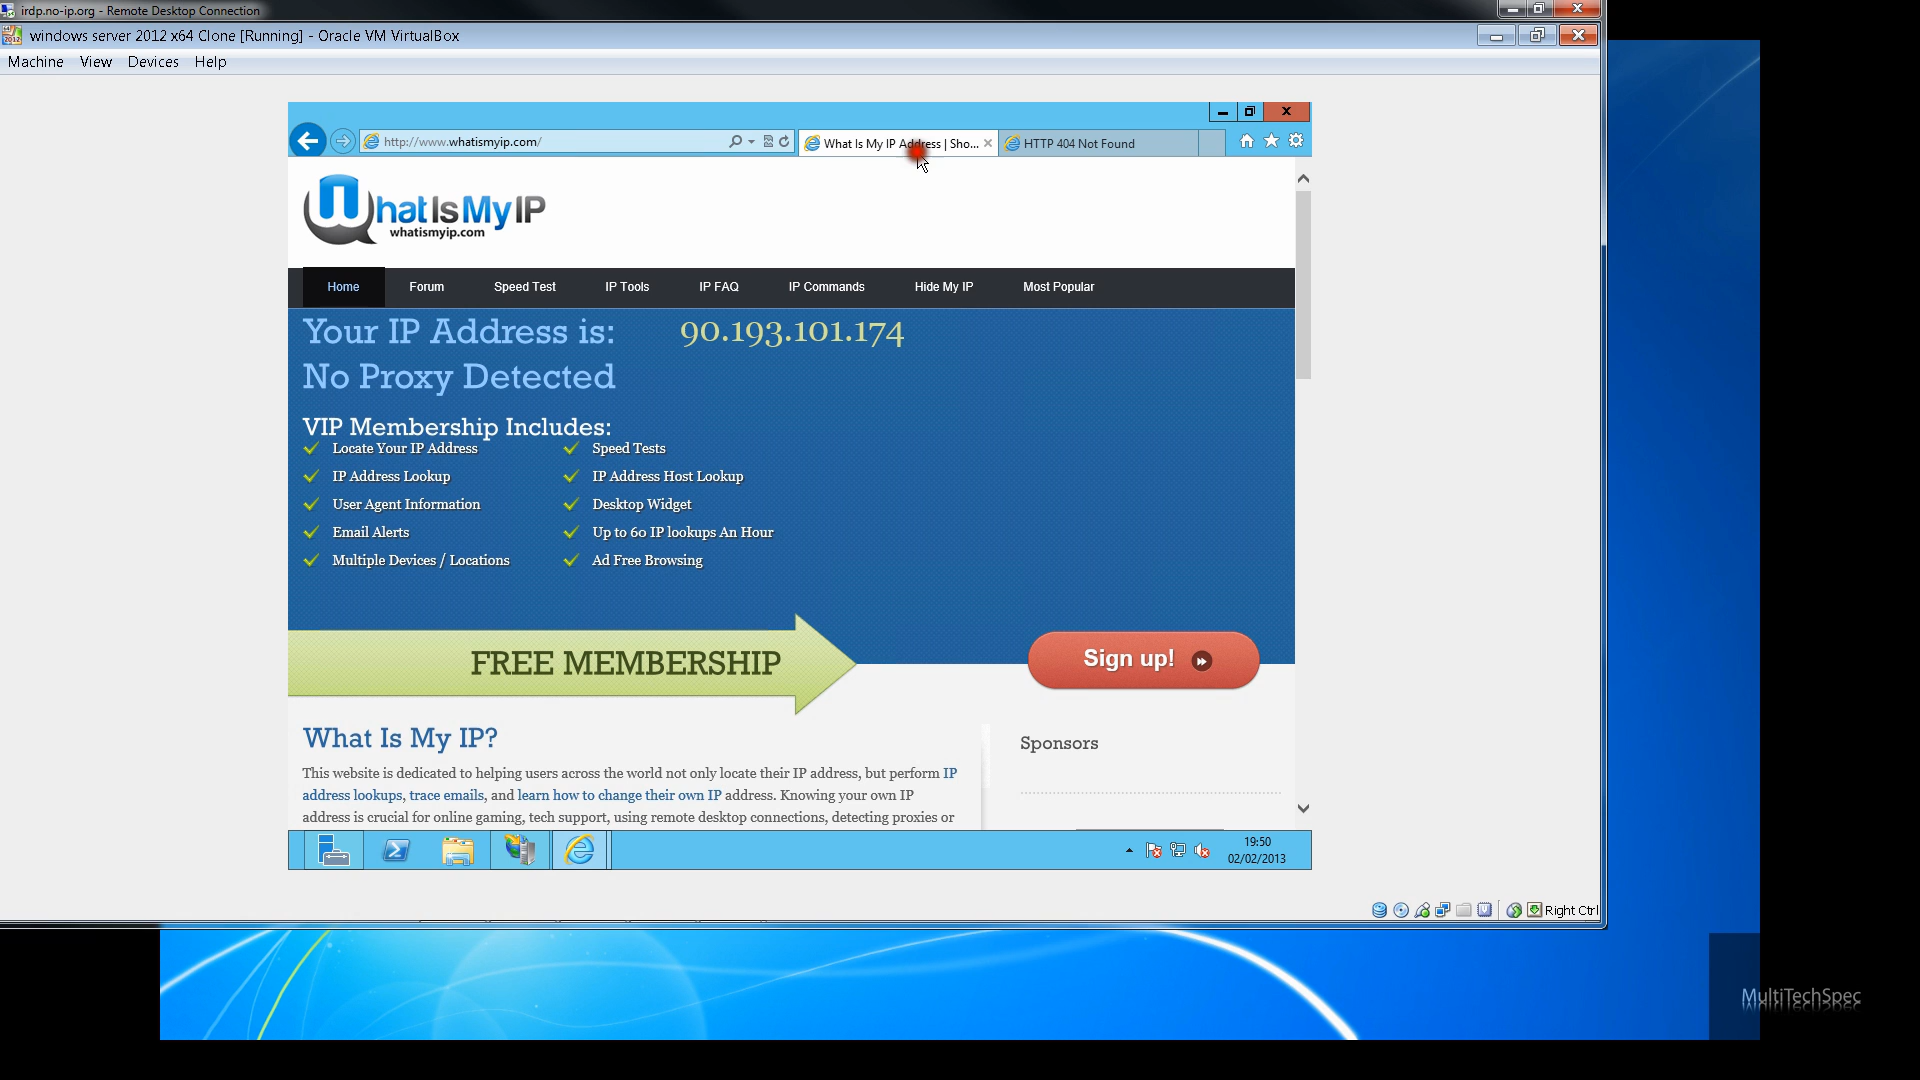 irdp.no-ip.org - Remote Desktop Connection
windows server 2012 x64 Clone [Running] - Oracle VM VirtualBox
Machine View Devices Help
http://www.whatismyip.com/
What Is My IP Address | Sho...
HTTP 404 Not Found
WhatIsMyIP
whatismyip.com
Home Forum Speed Test IP Tools IP FAQ IP Commands Hide My IP Most Popular
Your IP Address is: 90.193.101.174
No Proxy Detected
VIP Membership Includes:
Locate Your IP Address Speed Tests
IP Address Lookup IP Address Host Lookup
User Agent Information Desktop Widget
Email Alerts Up to 60 IP lookups An Hour
Multiple Devices / Locations Ad Free Browsing
FREE MEMBERSHIP
Sign up!
What Is My IP?
This website is dedicated to helping users across the world not only locate their IP address, but perform IP
address lookups, trace emails, and learn how to change their own IP address. Knowing your own IP
address is crucial for online gaming, tech support, using remote desktop connections, detecting proxies or
Sponsors
19:50
02/02/2013
Right Ctrl
MultiTechSpec